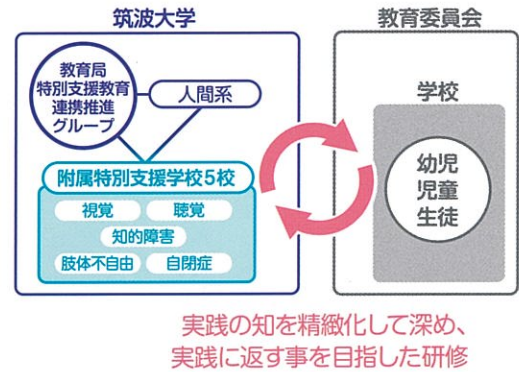 筑波大学
教育局
特別支援教育
連携推進
グループ
人間系
附属特別支援学校5校
視覚
聴覚
知的障害
肢体不自由
自閉症
教育委員会
学校
幼児
児童
生徒
実践の知を精緻化して深め、
実践に返す事を目指した研修